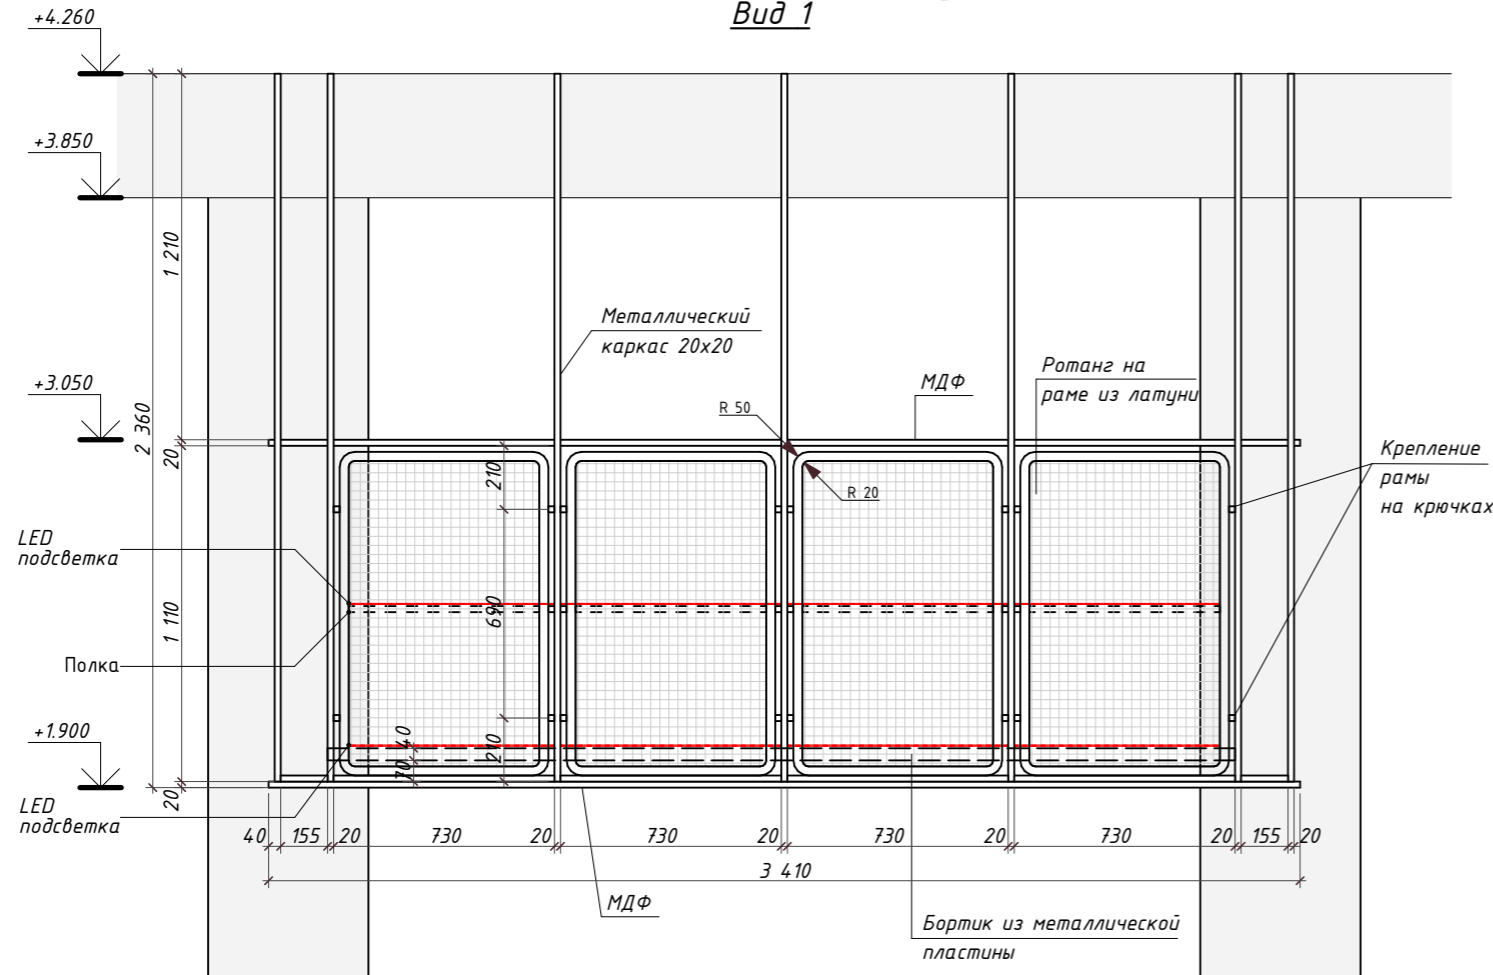 Вид 1
+4.260
+3.850
1 210
Металлический
каркас 20х20
Ротанг на
раме из латуни
МДФ
+3.050
2 360
R 50
20
210
R 20
Крепление
рамы
на крючках
LED
подсветка
690
1 110
Полка
+1.900
40
210
70
20
LED
подсветка
40 155 20 730 20 730 20 730 20 730 20 155 20
3 410
МДФ
Бортик из металлической
пластины